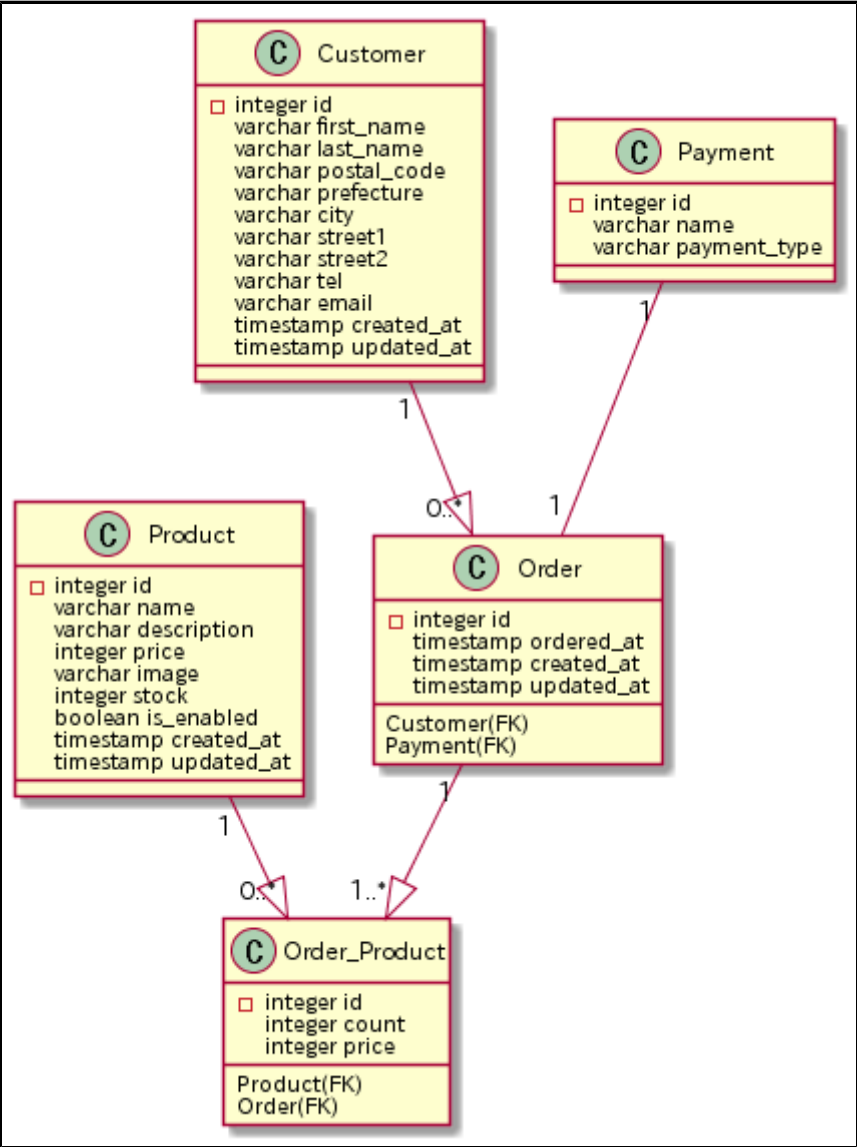 C Customer
integer id
varchar first_name
varchar last_name
varchar postal_code
varchar prefecture
varchar city
varchar street1
varchar street2
varchar tel
varchar email
timestamp created_at
timestamp updated_at
C Payment
integer id
varchar name
varchar payment_type
1
1
0..*
1
C Product
integer id
varchar name
varchar description
integer price
varchar image
integer stock
boolean is_enabled
timestamp created_at
timestamp updated_at
C Order
integer id
timestamp ordered_at
timestamp created_at
timestamp updated_at
Customer(FK)
Payment(FK)
1
1
0..*
1..*
C Order_Product
integer id
integer count
integer price
Product(FK)
Order(FK)